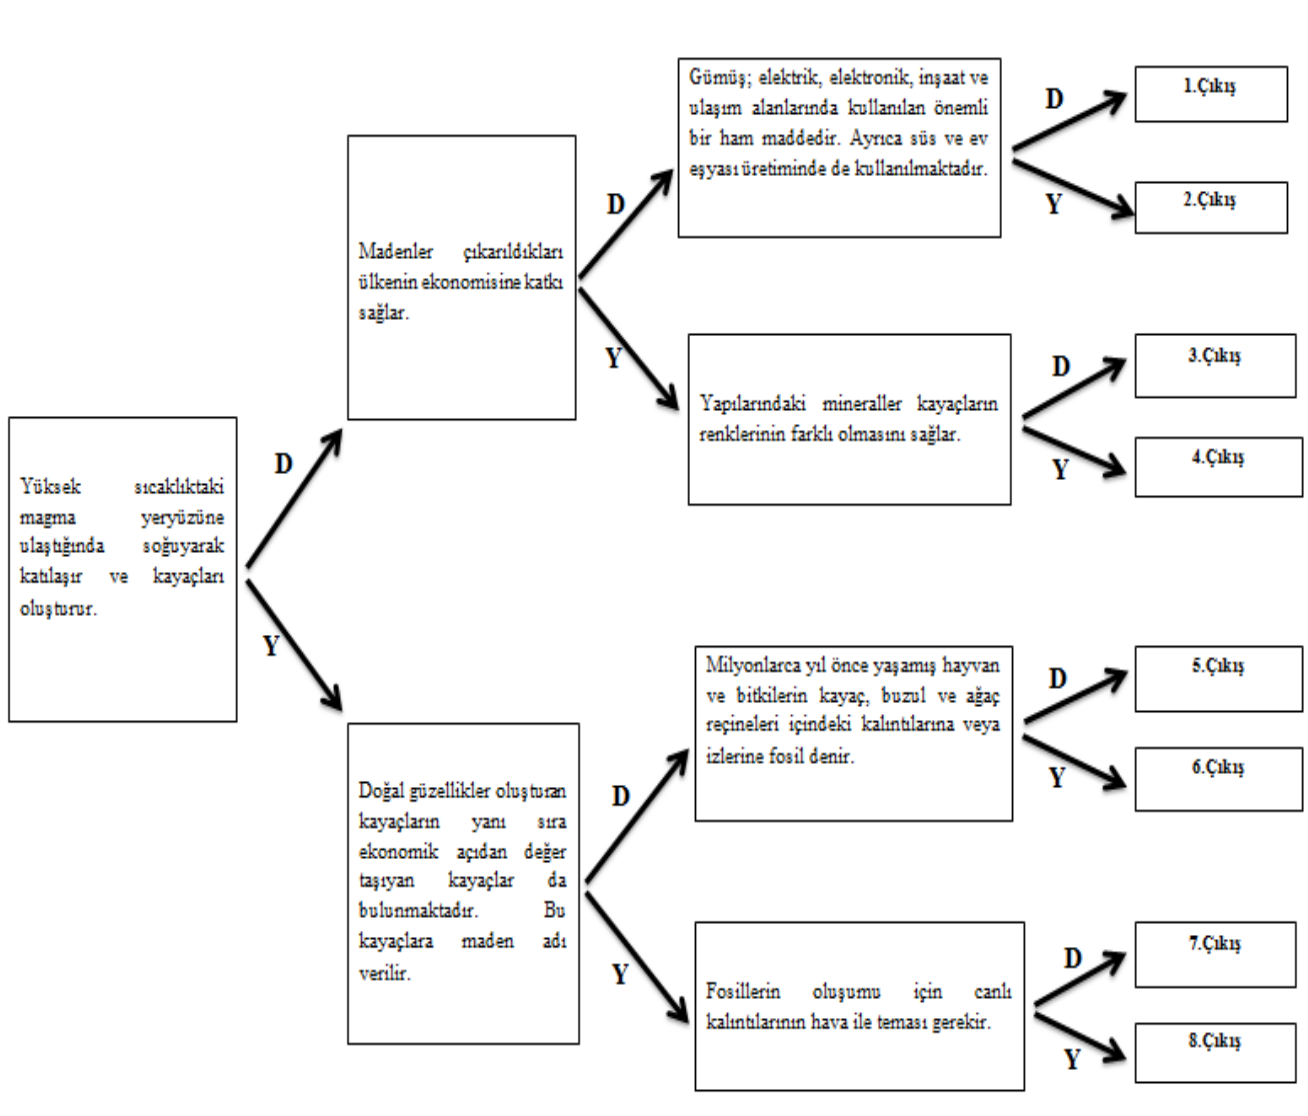 Yüksek sıcaklıktaki
magma yeryüzüne
ulaştığında soğuyarak
katılaşır ve kayaçları
oluşturur.
D
Y
Madenler çıkarıldıkları
ülkenin ekonomisine katkı
sağlar.
D
Y
Doğal güzellikler oluşturan
kayaçların yanı sıra
ekonomik açıdan değer
taşıyan kayaçlar da
bulunmaktadır. Bu
kayaçlara maden adı
verilir.
D
Y
Gümüş; elektrik, elektronik, inşaat ve
ulaşım alanlarında kullanılan önemli
bir ham maddedir. Ayrıca süs ve ev
eşyası üretiminde de kullanılmaktadır.
D
Y
1.Çıkış
2.Çıkış
Yapılarındaki mineraller kayaçların
renklerinin farklı olmasını sağlar.
D
Y
3.Çıkış
4.Çıkış
Milyonlarca yıl önce yaşamış hayvan
ve bitkilerin kayaç, buzul ve ağaç
reçineleri içindeki kalıntılarına veya
izlerine fosil denir.
D
Y
5.Çıkış
6.Çıkış
Fosillerin oluşumu için canlı
kalıntılarının hava ile teması gerekir.
D
Y
7.Çıkış
8.Çıkış